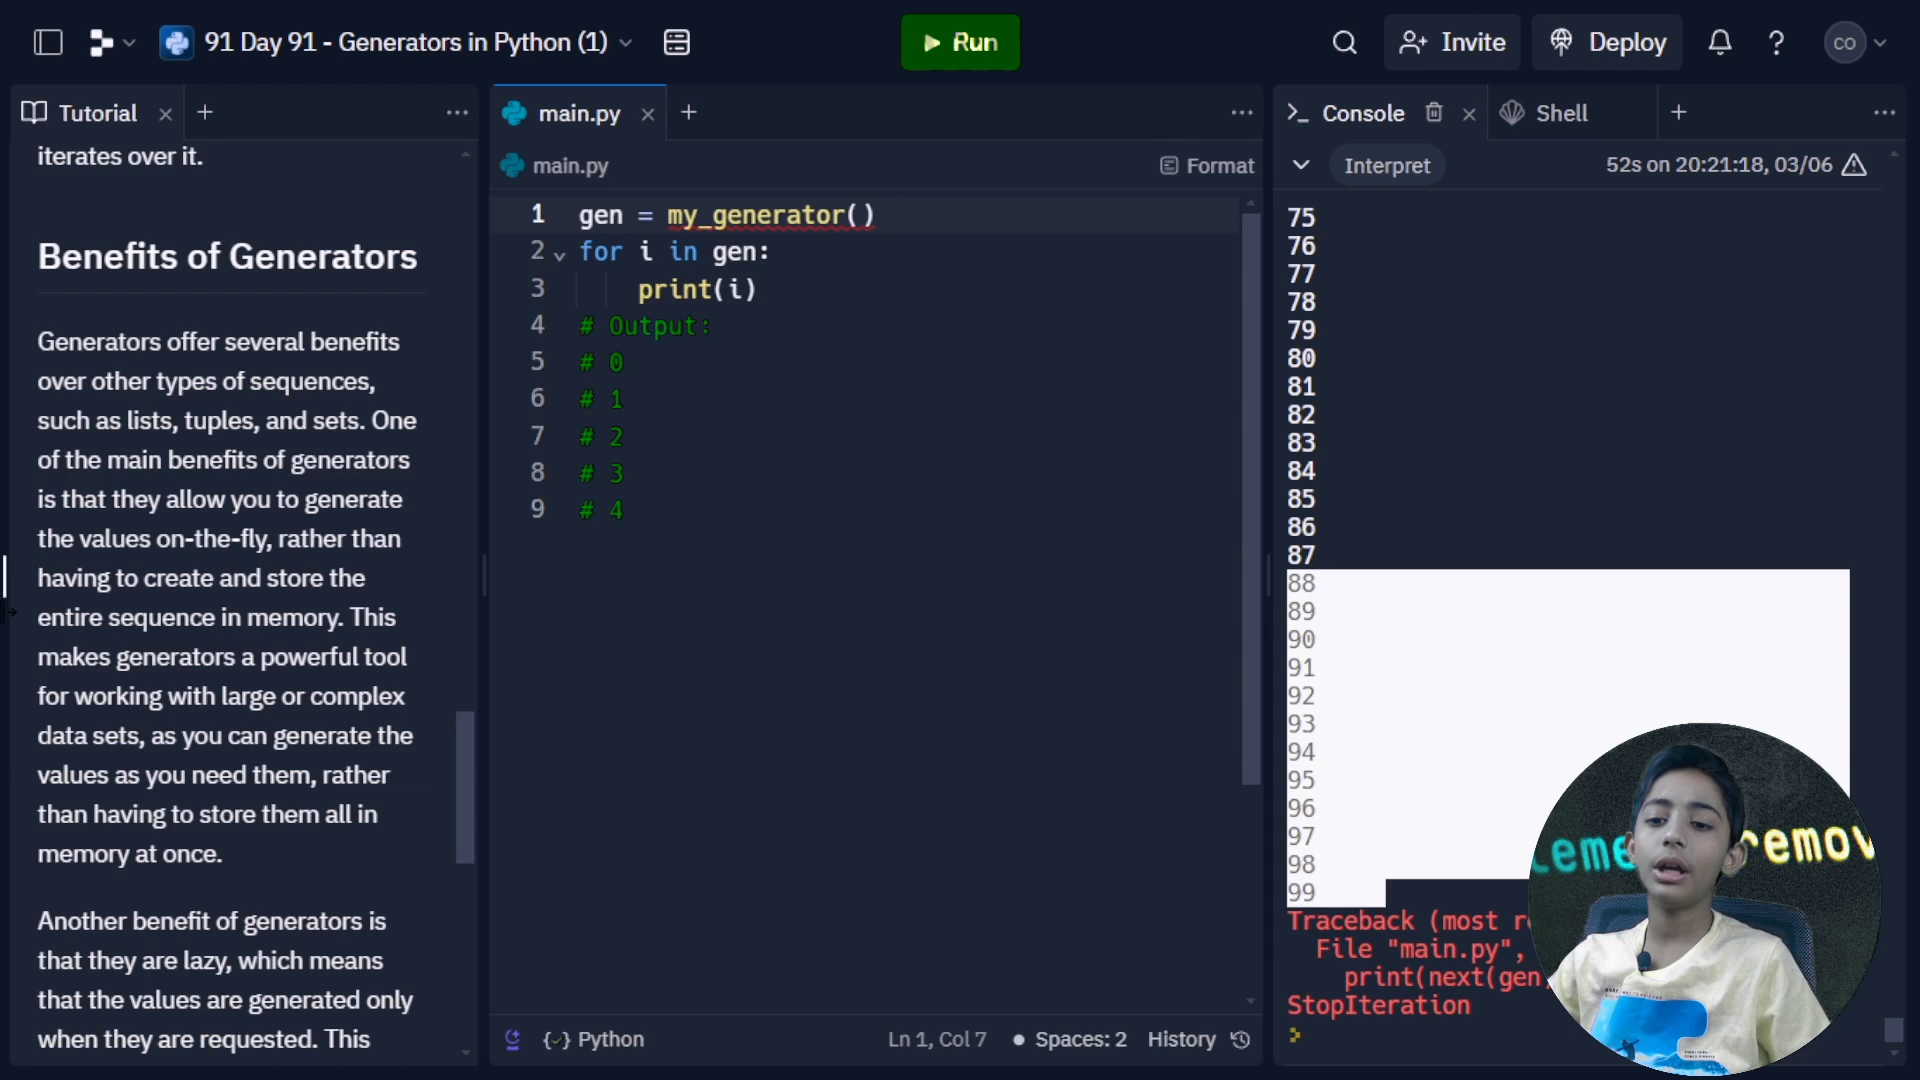 91 Day 91 - Generators in Python (1)
Run
Invite
Deploy
?
CO
Tutorial
iterates over it.
Benefits of Generators
Generators offer several benefits
over other types of sequences,
such as lists, tuples, and sets. One
of the main benefits of generators
is that they allow you to generate
the values on-the-fly, rather than
having to create and store the
entire sequence in memory. This
makes generators a powerful tool
for working with large or complex
data sets, as you can generate the
values as you need them, rather
than having to store them all in
memory at once.
Another benefit of generators is
that they are lazy, which means
that the values are generated only
when they are requested. This
main.py
main.py
Format
1 gen = my_generator()
2 for i in gen:
3 print(i)
4 # Output:
5 # 0
6 # 1
7 # 2
8 # 3
9 # 4
{✓} Python
Ln 1, Col 7
Spaces: 2
History
Console
Shell
Interpret
52s on 20:21:18, 03/06
75
76
77
78
79
80
81
82
83
84
85
86
87
88
89
90
91
92
93
94
95
96
97
98
99
Traceback (most
File "main.py",
print(next(gen
StopIteration
remov